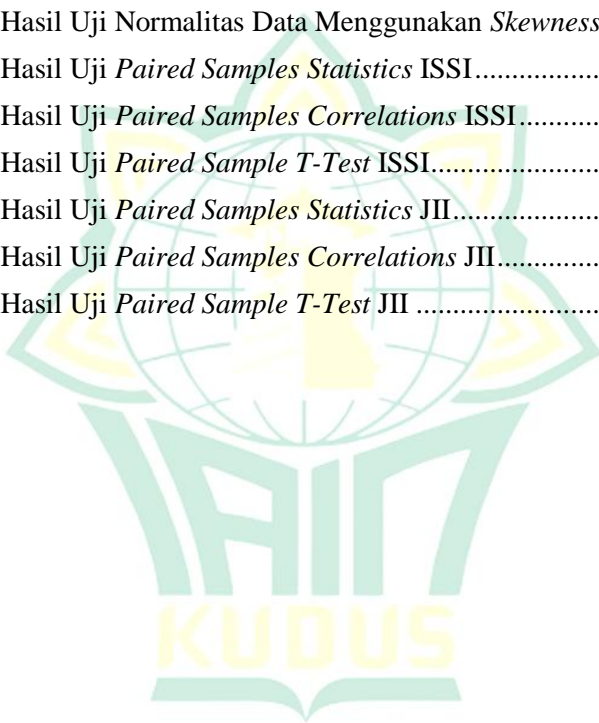 Hasil Uji Normalitas Data Menggunakan Skewness
Hasil Uji Paired Samples Statistics ISSI..................
Hasil Uji Paired Samples Correlations ISSI...........
Hasil Uji Paired Sample T-Test ISSI.......................
Hasil Uji Paired Samples Statistics JII....................
Hasil Uji Paired Samples Correlations JII..............
Hasil Uji Paired Sample T-Test JII .........................
IAIN
KUDUS